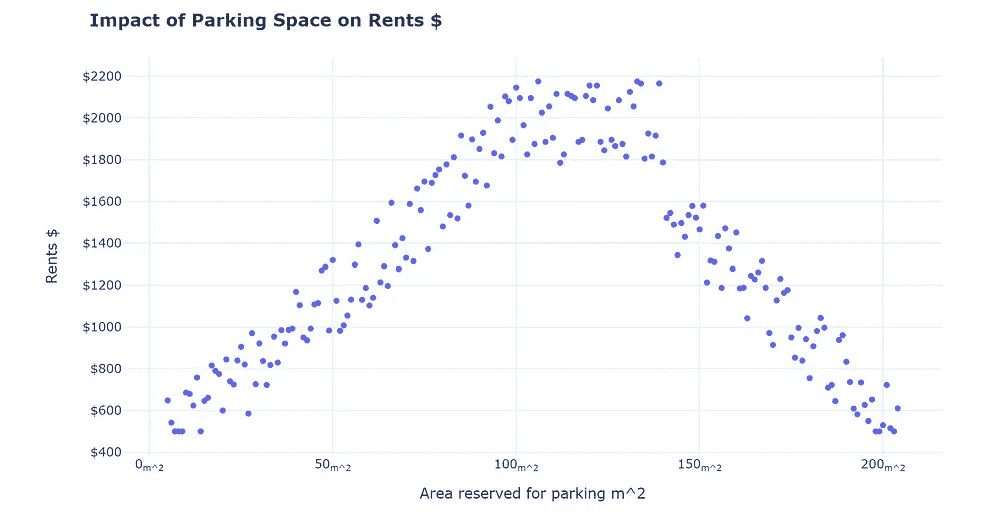 Impact of Parking Space on Rents $
$2200
$2000
$1800
$1600
$1400
$1200
$1000
$800
$600
$400
Rents $
0m^2
50m^2
100m^2
150m^2
200m^2
Area reserved for parking m^2